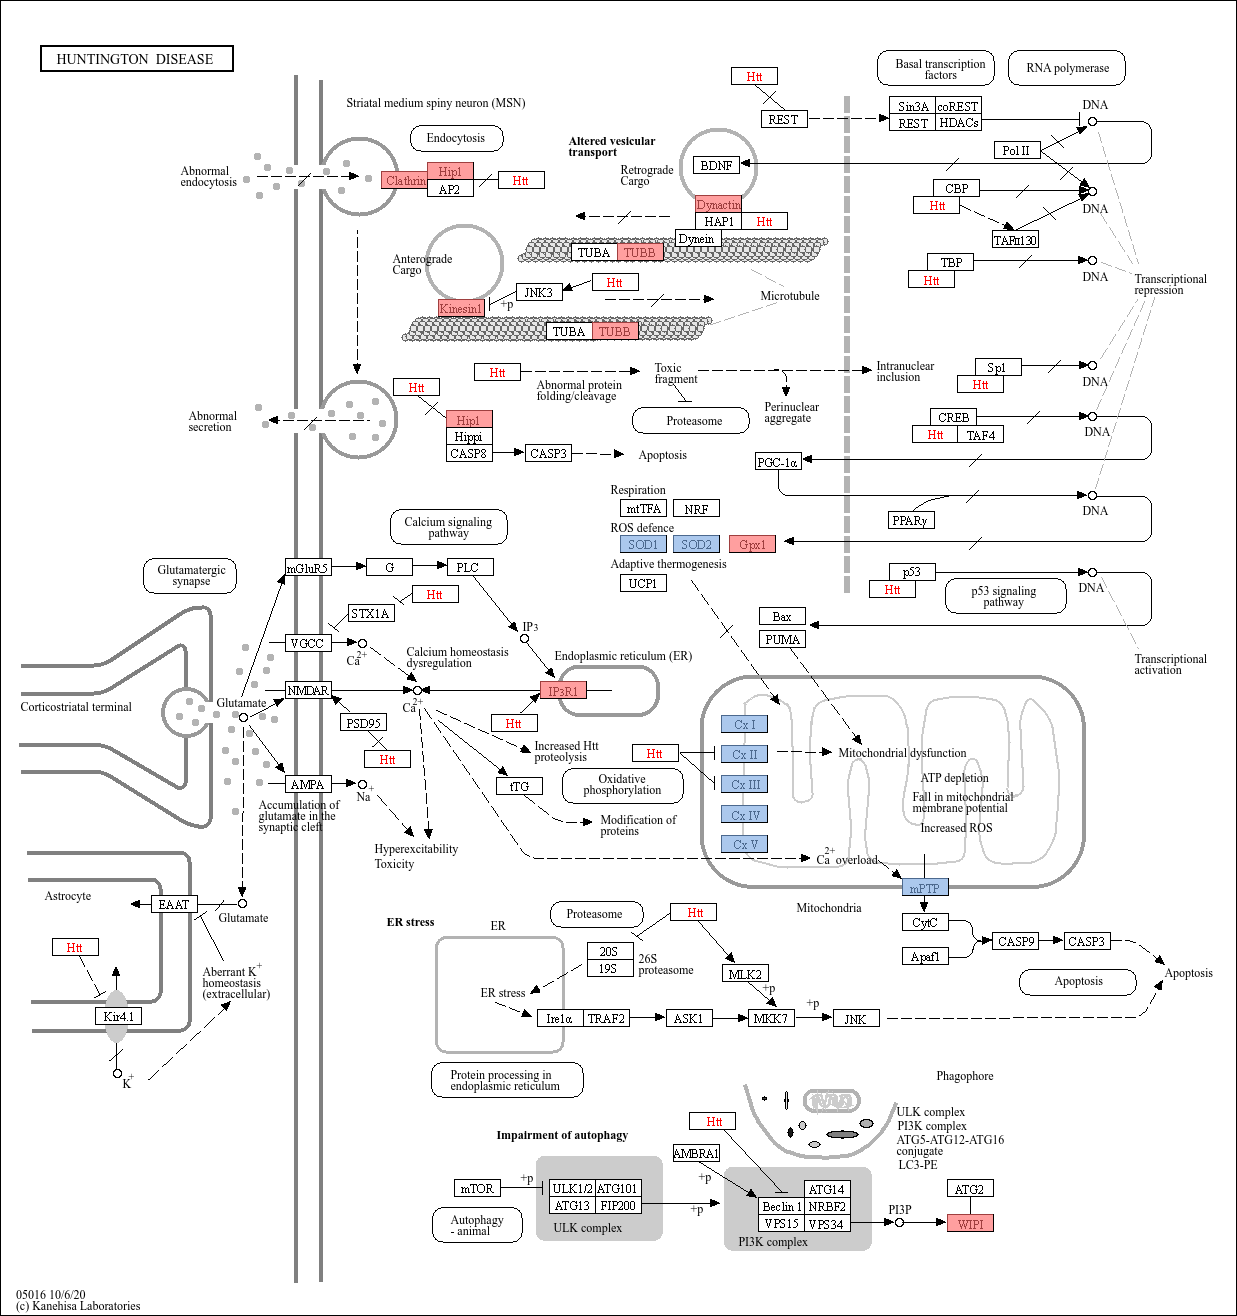 HUNTINGTON DISEASE
Striatal medium spiny neuron (MSN)
Endocytosis
Abnormal
endocytosis
Clathrin
Hip1
AP2
Htt
Altered vesicular
transport
Retrograde
Cargo
BDNF
Dynactin
HAP1
Htt
Dynein
TUBA
TUBB
Anterograde
Cargo
JNK3
Htt
+p
Kinesin1
TUBA
TUBB
Microtubule
Htt
REST
Basal transcription
factors
RNA polymerase
Sin3A
coREST
REST
HDACs
DNA
Pol II
CBP
Htt
TAFII130
DNA
TBP
Htt
DNA
Transcriptional
repression
Sp1
Htt
DNA
CREB
Htt
TAF4
DNA
PGC-1α
PPARγ
DNA
p53
Htt
DNA
p53 signaling
pathway
Transcriptional
activation
Htt
Abnormal protein
folding/cleavage
Toxic
fragment
Proteasome
Perinuclear
aggregate
Intranuclear
inclusion
Abnormal
secretion
Htt
Hip1
Hippi
CASP8
CASP3
Apoptosis
Respiration
mtTFA
NRF
ROS defence
SOD1
SOD2
Gpx1
Adaptive thermogenesis
UCP1
Bax
PUMA
Calcium signaling
pathway
Glutamatergic
synapse
mGluR5
G
PLC
Htt
STX1A
VGCC
Ca2+
IP3
Calcium homeostasis
dysregulation
Endoplasmic reticulum (ER)
IP3R1
Htt
NMDAR
Ca2+
PSD95
Htt
Glutamate
Corticostriatal terminal
AMPA
Na+
Accumulation of
glutamate in the
synaptic cleft
Increased Htt
proteolysis
tTG
Modification of
proteins
Hyperexcitability
Toxicity
Htt
Oxidative
phosphorylation
Cx I
Cx II
Cx III
Cx IV
Cx V
Mitochondrial dysfunction
ATP depletion
Fall in mitochondrial
membrane potential
Increased ROS
Ca2+ overload
mPTP
Mitochondria
CytC
Apaf1
CASP9
CASP3
Apoptosis
Apoptosis
Astrocyte
EAAT
Glutamate
Htt
Aberrant K+
homeostasis
(extracellular)
Kir4.1
K+
ER stress
ER
Proteasome
Htt
20S
19S
26S
proteasome
MLK2
+p
ER stress
Ire1α
TRAF2
ASK1
MKK7
+p
JNK
Protein processing in
endoplasmic reticulum
Phagophore
ULK complex
PI3K complex
ATG5-ATG12-ATG16
conjugate
LC3-PE
Impairment of autophagy
Htt
AMBRA1
+p
mTOR
+p
ULK1/2
ATG101
ATG13
FIP200
ULK complex
+p
ATG14
Beclin 1
NRBF2
VPS15
VPS34
PI3K complex
PI3P
ATG2
WIPI
Autophagy
- animal
05016 10/6/20
(c) Kanehisa Laboratories